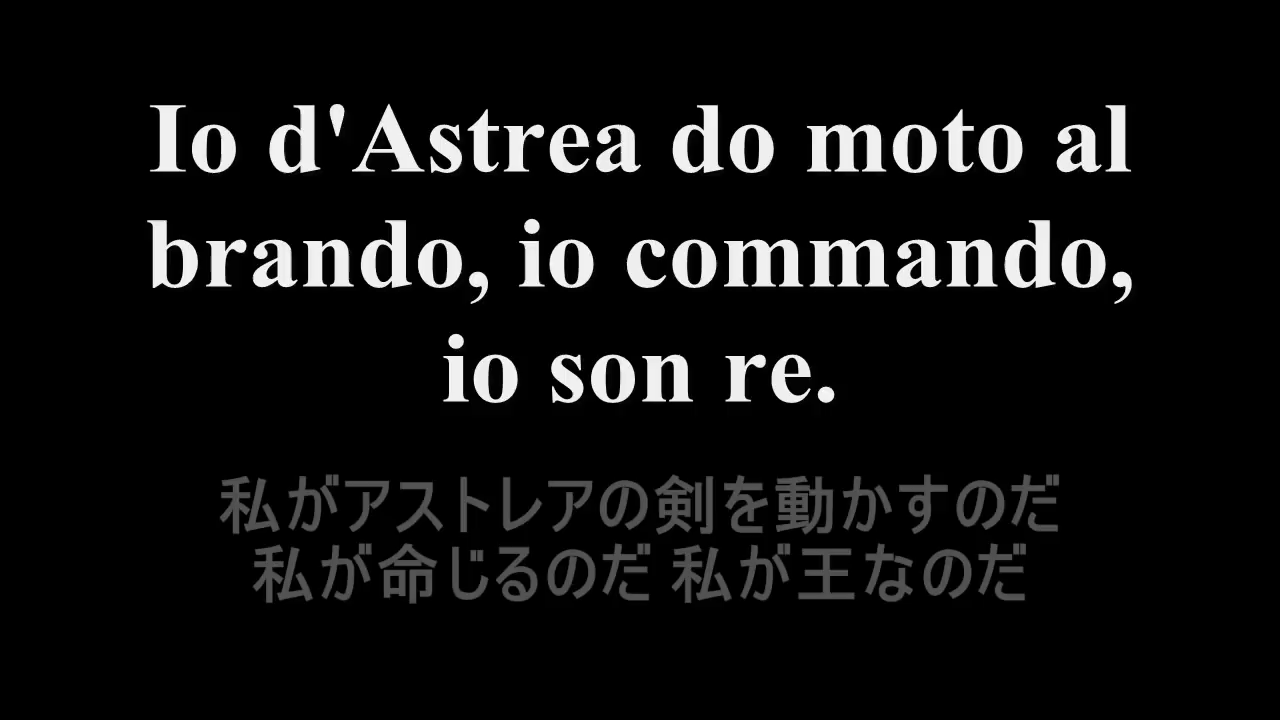 Io d'Astrea do moto al
brando, io commando,
io son re.
私がアストレアの剣を動かすのだ
私が命じるのだ 私が王なのだ